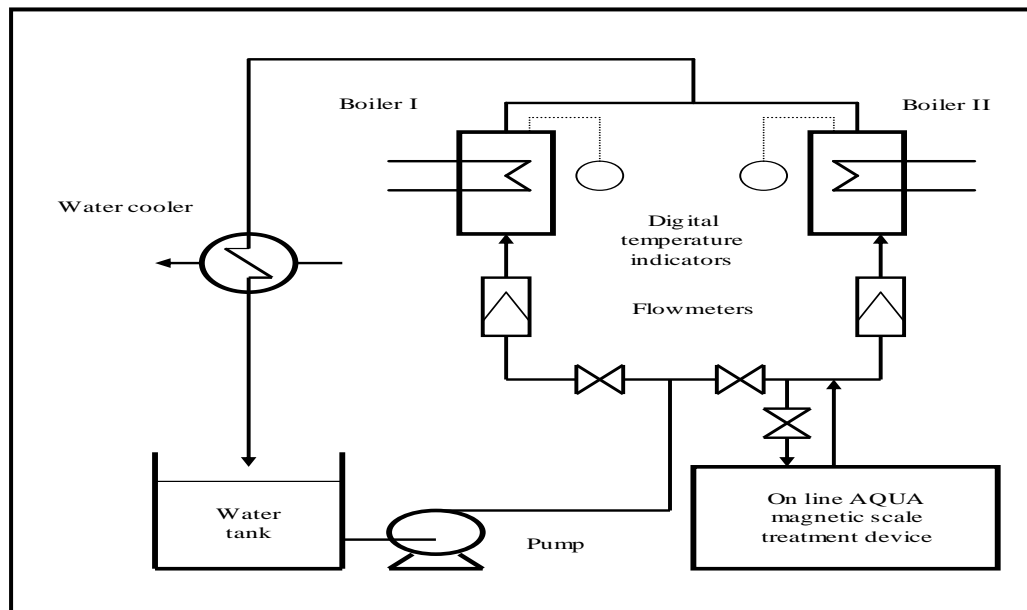 Boiler I
Boiler II
Water cooler
Digital
temperature
indicators
Flowmeters
Water
tank
Pump
On line AQUA
magnetic scale
treatment device